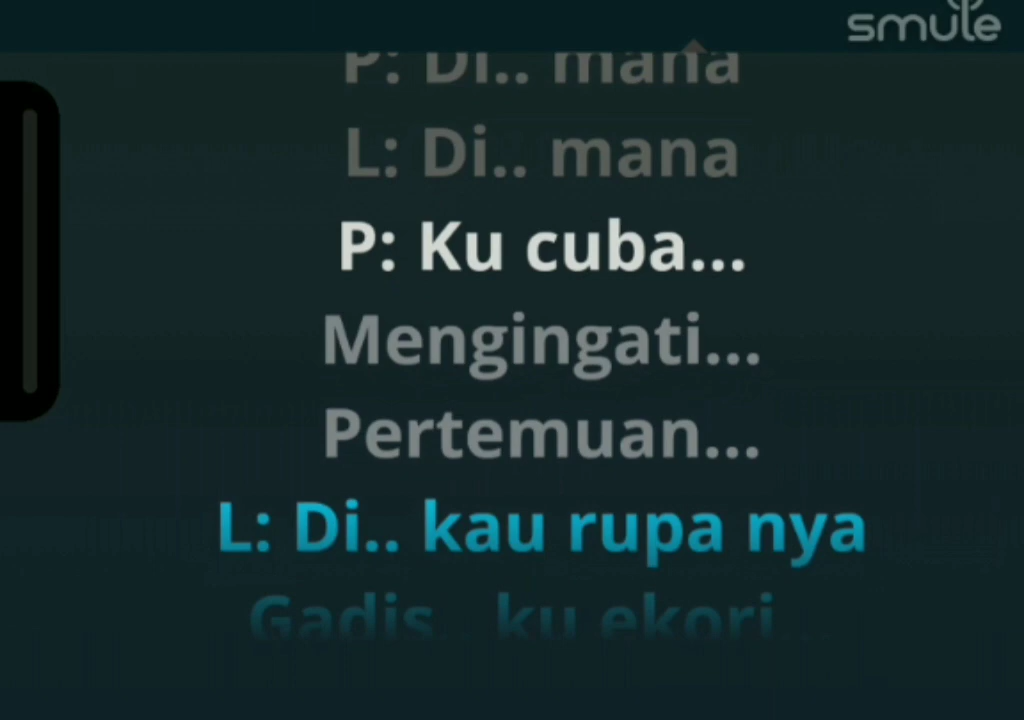 smule
P: Di.. mana
L: Di.. mana
P: Ku cuba...
Mengingati...
Pertemuan...
L: Di.. kau rupa nya
Gadis.. ku ekori...